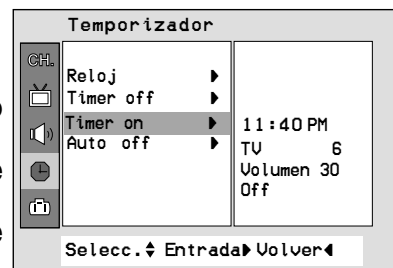 Temporizador
CH.
Reloj
Timer off
Timer on
Auto off
11:40 PM
TV 6
Volumen 30
Off
Selecc. Entrada Volver